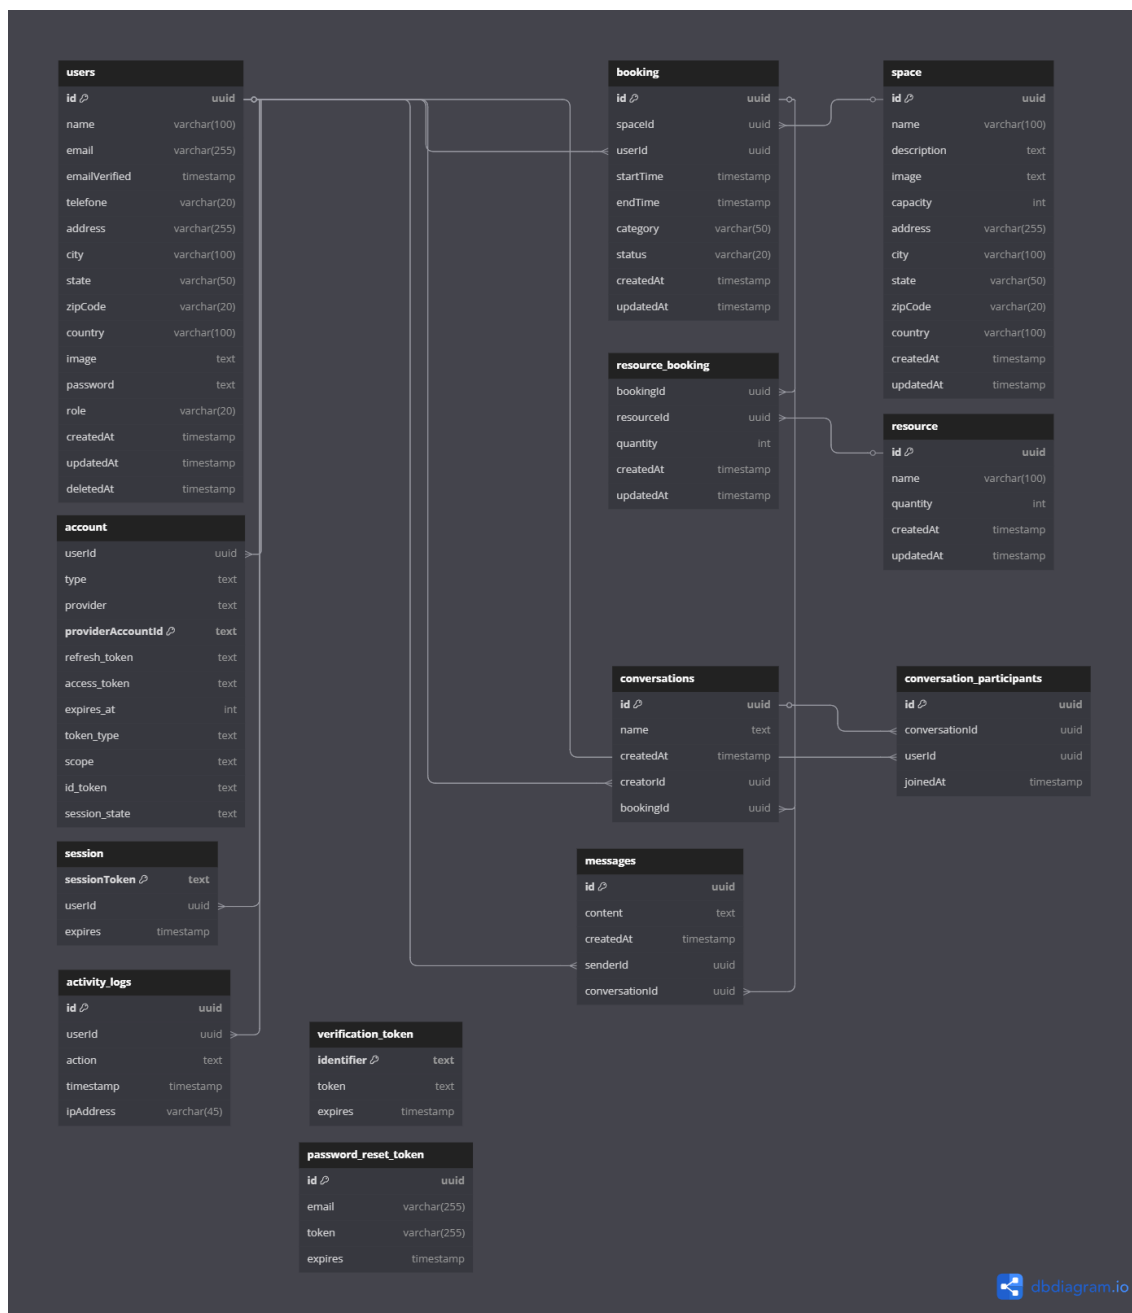 users
id uuid
name varchar(100)
email varchar(255)
emailVerified timestamp
telefone varchar(20)
address varchar(255)
city varchar(100)
state varchar(50)
zipCode varchar(20)
country varchar(100)
image text
password text
role varchar(20)
createdAt timestamp
updatedAt timestamp
deletedAt timestamp
account
userId uuid
type text
provider text
providerAccountId text
refresh_token text
access_token text
expires_at int
token_type text
scope text
id_token text
session_state text
session
sessionToken text
userId uuid
expires timestamp
activity_logs
id uuid
userId uuid
action text
timestamp timestamp
ipAddress varchar(45)
verification_token
identifier text
token text
expires timestamp
password_reset_token
id uuid
email varchar(255)
token varchar(255)
expires timestamp
booking
id uuid
spaceId uuid
userId uuid
startTime timestamp
endTime timestamp
category varchar(50)
status varchar(20)
createdAt timestamp
updatedAt timestamp
resource_booking
bookingId uuid
resourceId uuid
quantity int
createdAt timestamp
updatedAt timestamp
conversations
id uuid
name text
createdAt timestamp
creatorId uuid
bookingId uuid
messages
id uuid
content text
createdAt timestamp
senderId uuid
conversationId uuid
space
id uuid
name varchar(100)
description text
image text
capacity int
address varchar(255)
city varchar(100)
state varchar(50)
zipCode varchar(20)
country varchar(100)
createdAt timestamp
updatedAt timestamp
resource
id uuid
name varchar(100)
quantity int
createdAt timestamp
updatedAt timestamp
conversation_participants
id uuid
conversationId uuid
userId uuid
joinedAt timestamp
dbdiagram.io